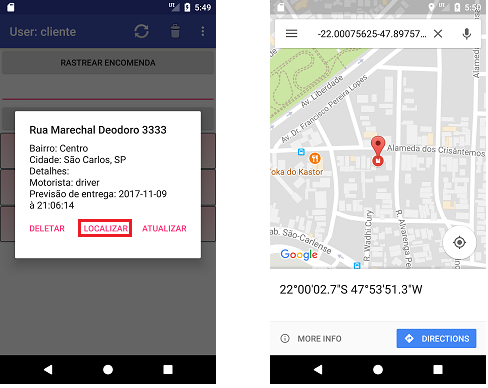 5:49
User: cliente
RASTREAR ENCOMENDA
Rua Marechal Deodoro 3333
Bairro: Centro
Cidade: São Carlos, SP
Detalhes:
Motorista: driver
Previsão de entrega: 2017-11-09
à 21:06:14
DELETAR LOCALIZAR ATUALIZAR
5:50
-22.00075625-47.89757...
Av. Liberdade
Av. Dr. Francisco Pereira Lopes
Alameda
Alameda dos Crisântemos
Toka do Kastor
R. Wadhi Cury
R. Alvarenga
Ab. São-Carlense
Google
22°00'02.7"S 47°53'51.3"W
MORE INFO
DIRECTIONS